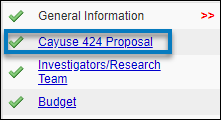 General Information >>
Cayuse 424 Proposal
Investigators/Research
Team
Budget